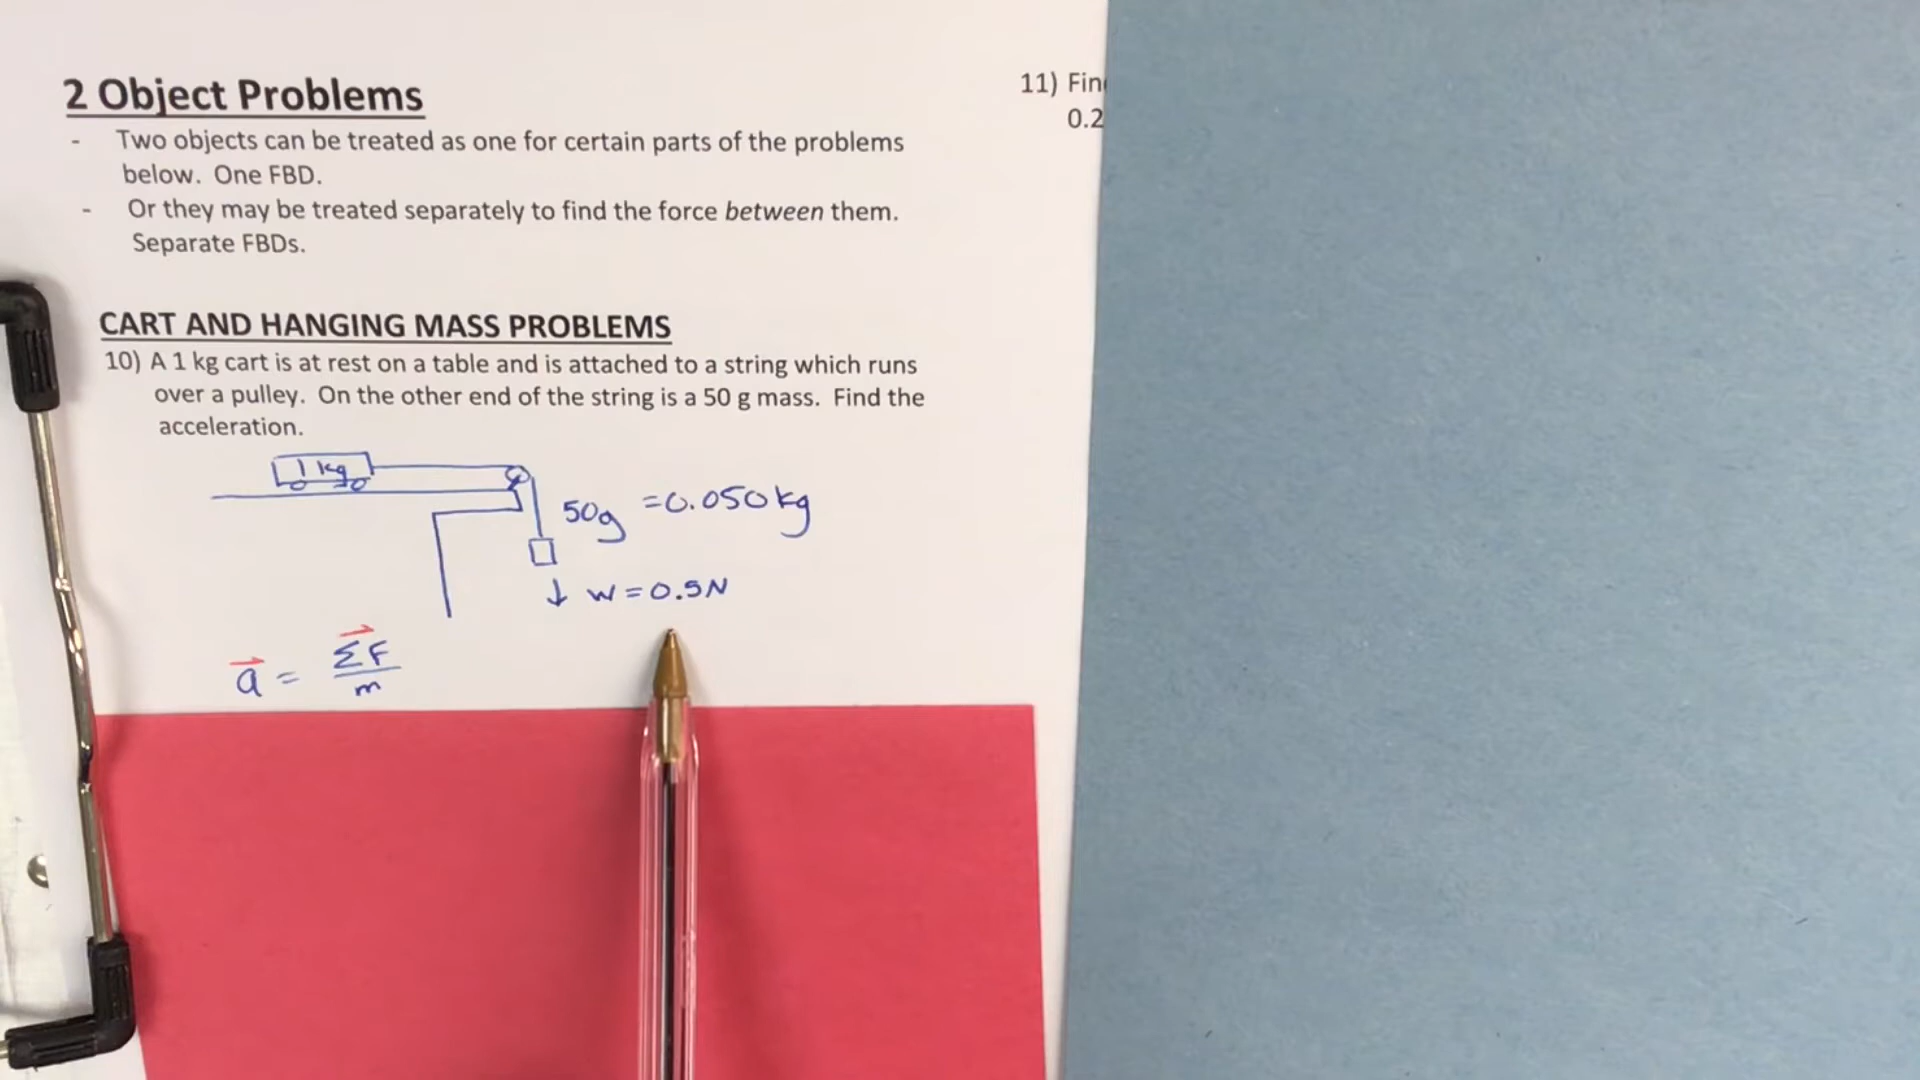 2 Object Problems
- Two objects can be treated as one for certain parts of the problems
below. One FBD.
- Or they may be treated separately to find the force between them.
Separate FBDs.
CART AND HANGING MASS PROBLEMS
10) A 1 kg cart is at rest on a table and is attached to a string which runs
over a pulley. On the other end of the string is a 50 g mass. Find the
acceleration.
1 kg
50g = 0.050 kg
↓ w = 0.5N
a⃗ = ΣF⃗ / m
11)
0.2